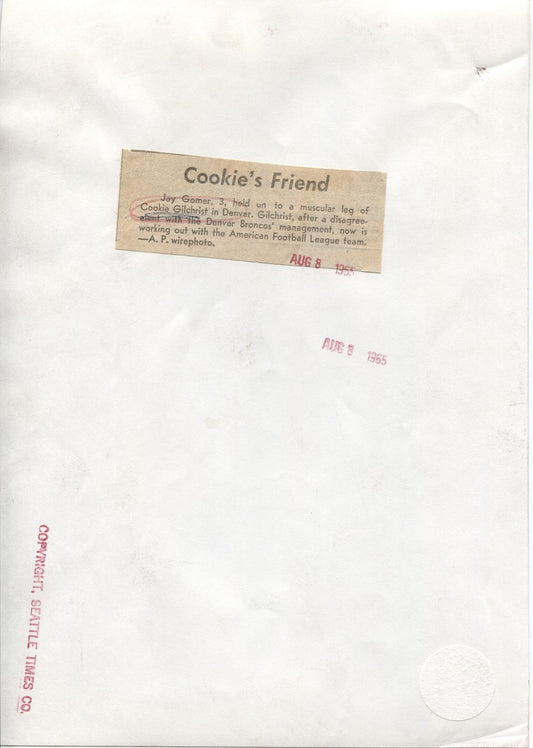 Cookie's Friend
Jay Gomer, 3, held on to a muscular leg of
Cookie Gilchrist in Denver. Gilchrist, after a disagree-
ment with the Denver Broncos' management, now is
working out with the American Football League team.
—A. P. wirephoto.
AUG 8 1965
AUG 8 1965
COPYRIGHT, SEATTLE TIMES CO.